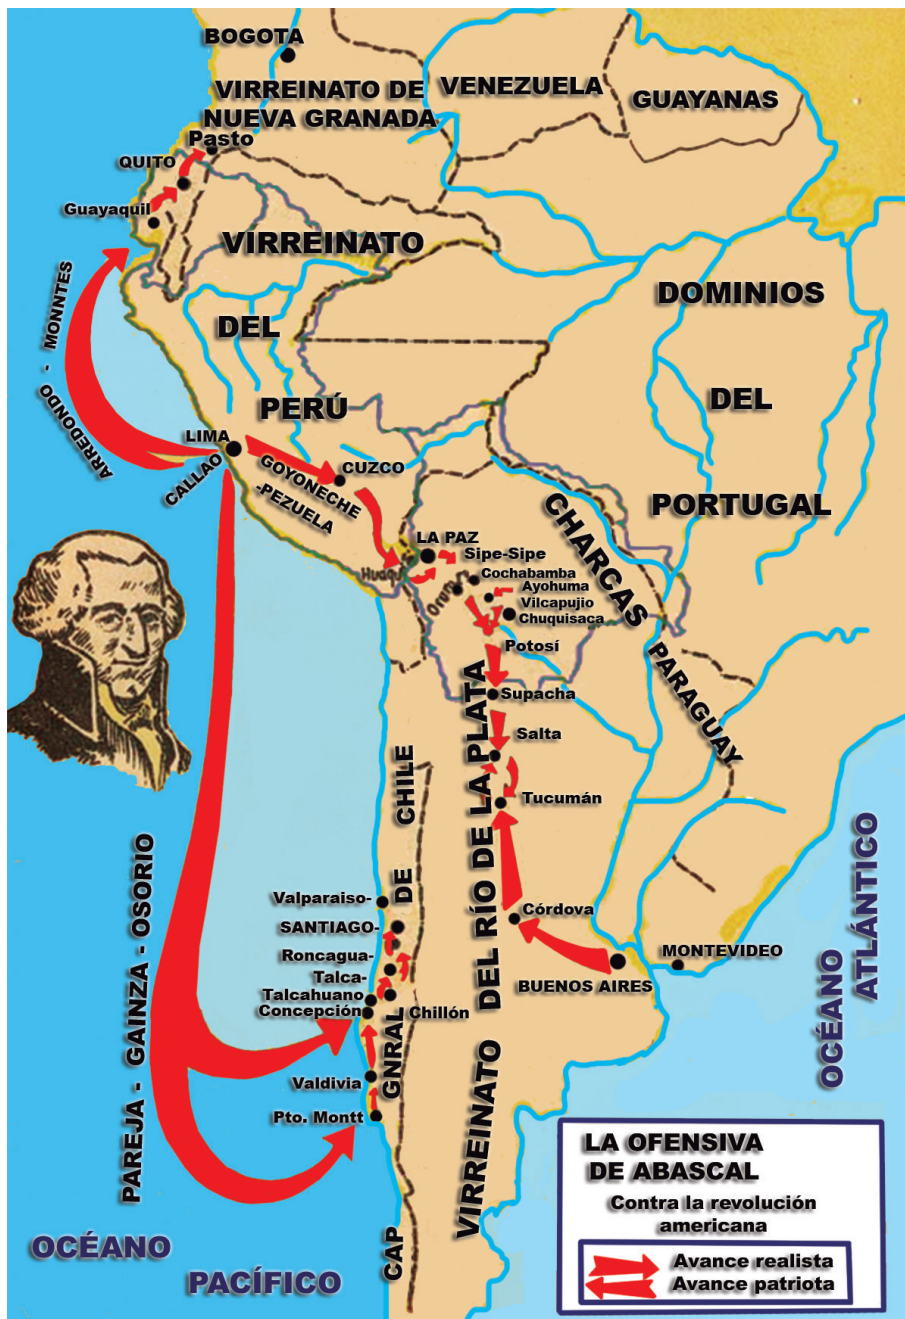 BOGOTA
VIRREINATO DE
NUEVA GRANADA
VENEZUELA
GUAYANAS
Pasto
QUITO
Guayaquil
VIRREINATO
DEL
PERÚ
DOMINIOS
DEL
PORTUGAL
ARREDONDO - MONNTES
LIMA
CALLAO
GOYONECHE
-PEZUELA
CUZCO
CHARCAS
LA PAZ
Huaqui
Sipe-Sipe
Cochabamba
Oruro
Ayohuma
Vilcapujio
Chuquisaca
Potosí
PARAGUAY
Supacha
Salta
Tucumán
VIRREINATO DEL RÍO DE LA PLATA
CAP GNRAL DE CHILE
Valparaiso-
SANTIAGO-
Roncagua-
Talca-
Talcahuano
Concepción
Chillón
Valdivia
Pto. Montt
Córdova
BUENOS AIRES
MONTEVIDEO
PAREJA - GAINZA - OSORIO
OCÉANO
ATLÁNTICO
OCÉANO
PACÍFICO
LA OFENSIVA
DE ABASCAL
Contra la revolución
americana
Avance realista
Avance patriota